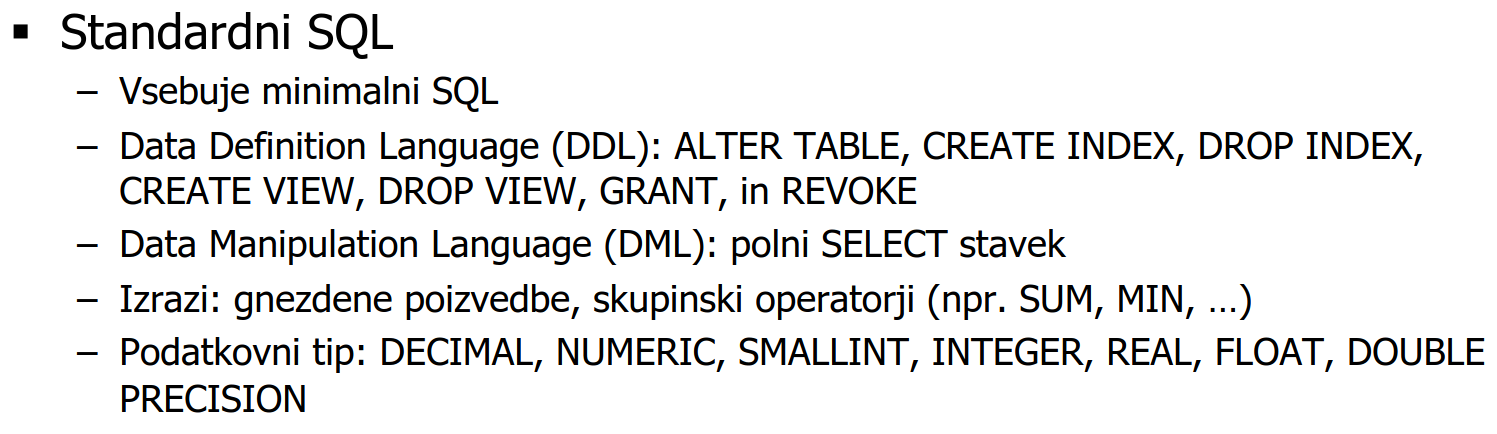 ▪ Standardni SQL
– Vsebuje minimalni SQL
– Data Definition Language (DDL): ALTER TABLE, CREATE INDEX, DROP INDEX,
CREATE VIEW, DROP VIEW, GRANT, in REVOKE
– Data Manipulation Language (DML): polni SELECT stavek
– Izrazi: gnezdene poizvedbe, skupinski operatorji (npr. SUM, MIN, …)
– Podatkovni tip: DECIMAL, NUMERIC, SMALLINT, INTEGER, REAL, FLOAT, DOUBLE
PRECISION